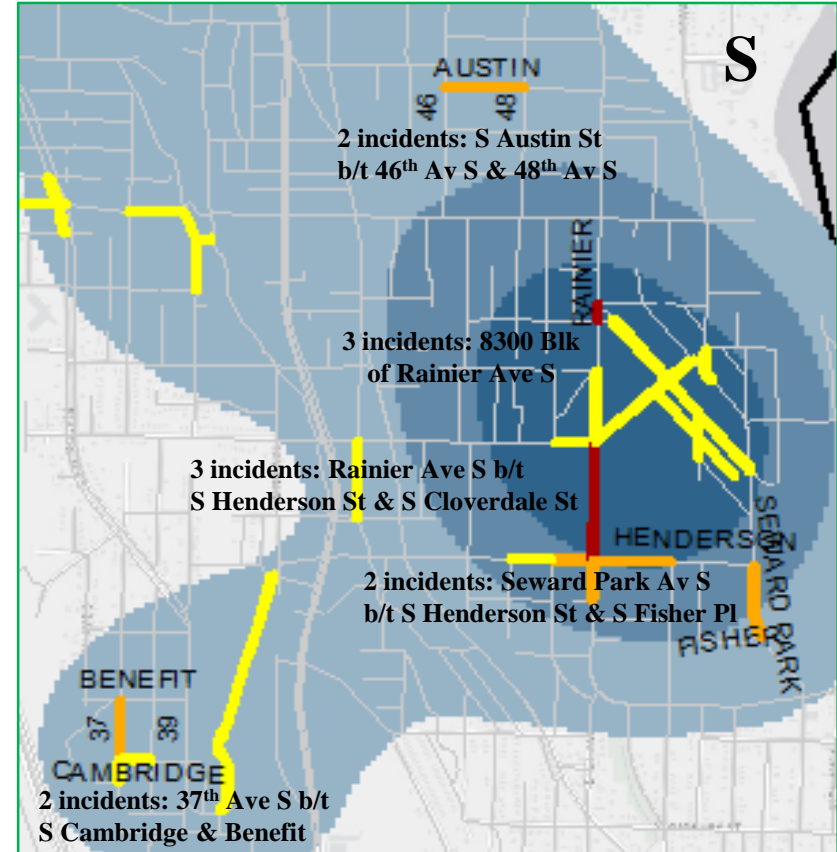 S
AUSTIN
46
48
2 incidents: S Austin St
b/t 46th Av S & 48th Av S
RAINIER
3 incidents: 8300 Blk
of Rainier Ave S
3 incidents: Rainier Ave S b/t
S Henderson St & S Cloverdale St
HENDERSON
SEWARD PARK
2 incidents: Seward Park Av S
b/t S Henderson St & S Fisher Pl
FISHER
BENEFIT
37
39
CAMBRIDGE
2 incidents: 37th Ave S b/t
S Cambridge & Benefit